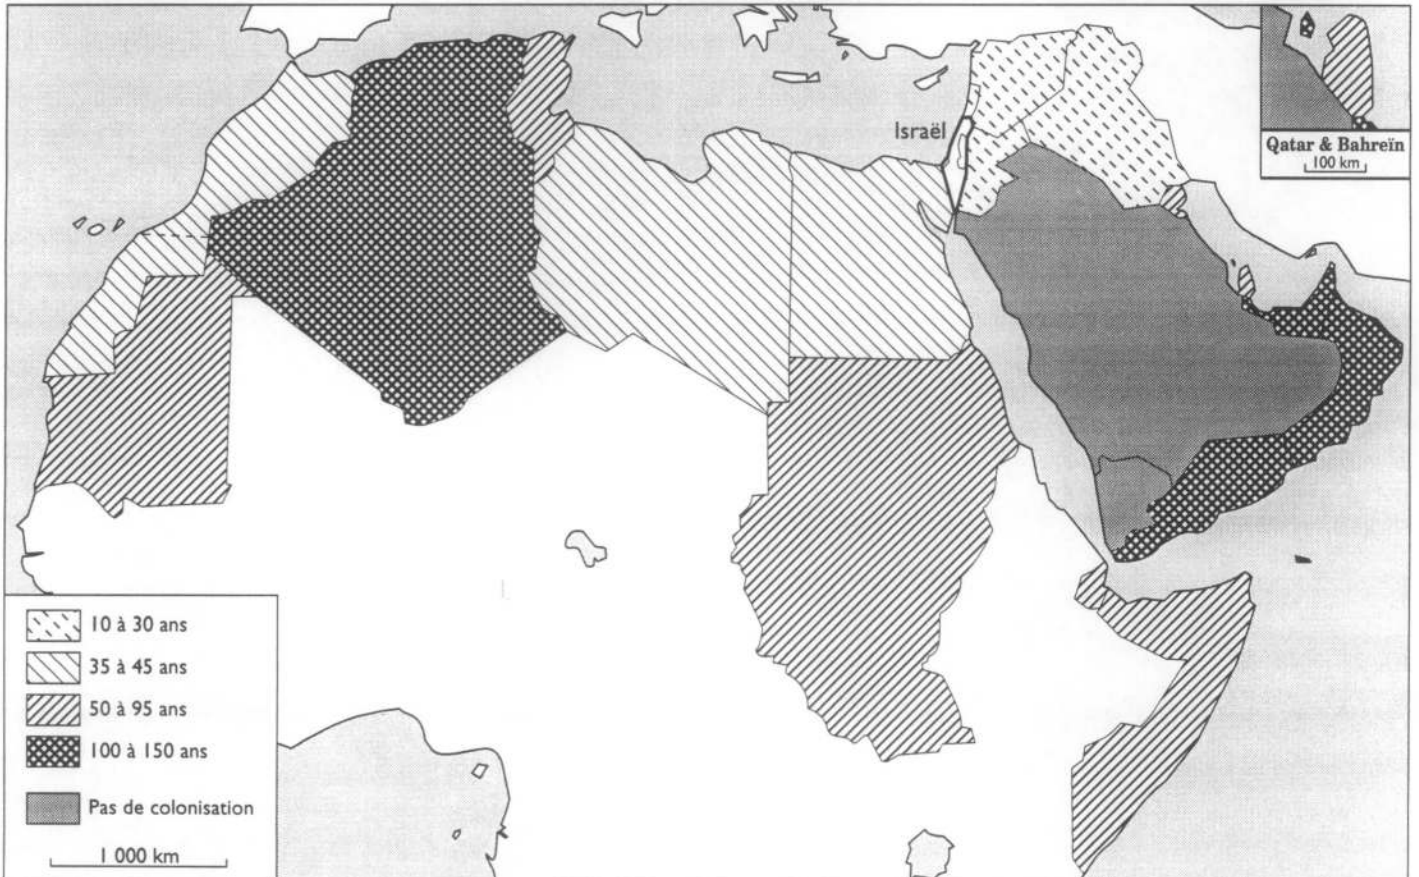 Israël
Qatar & Bahreïn
100 km
10 à 30 ans
35 à 45 ans
50 à 95 ans
100 à 150 ans
Pas de colonisation
1 000 km